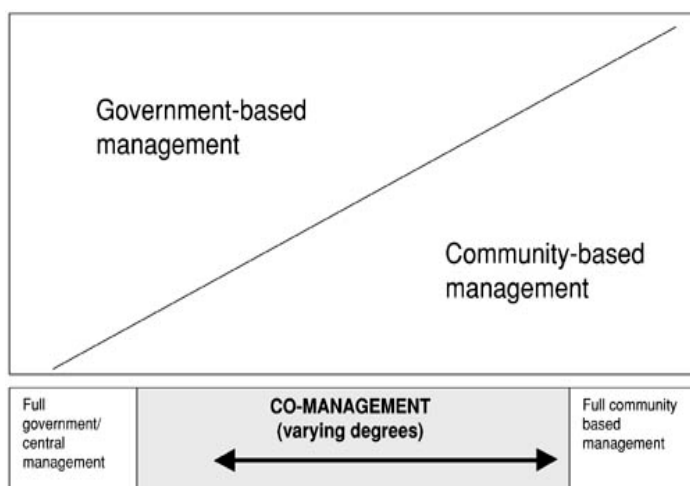 Government-based
management
Community-based
management
Full
government/
central
management
CO-MANAGEMENT
(varying degrees)
Full community
based
management